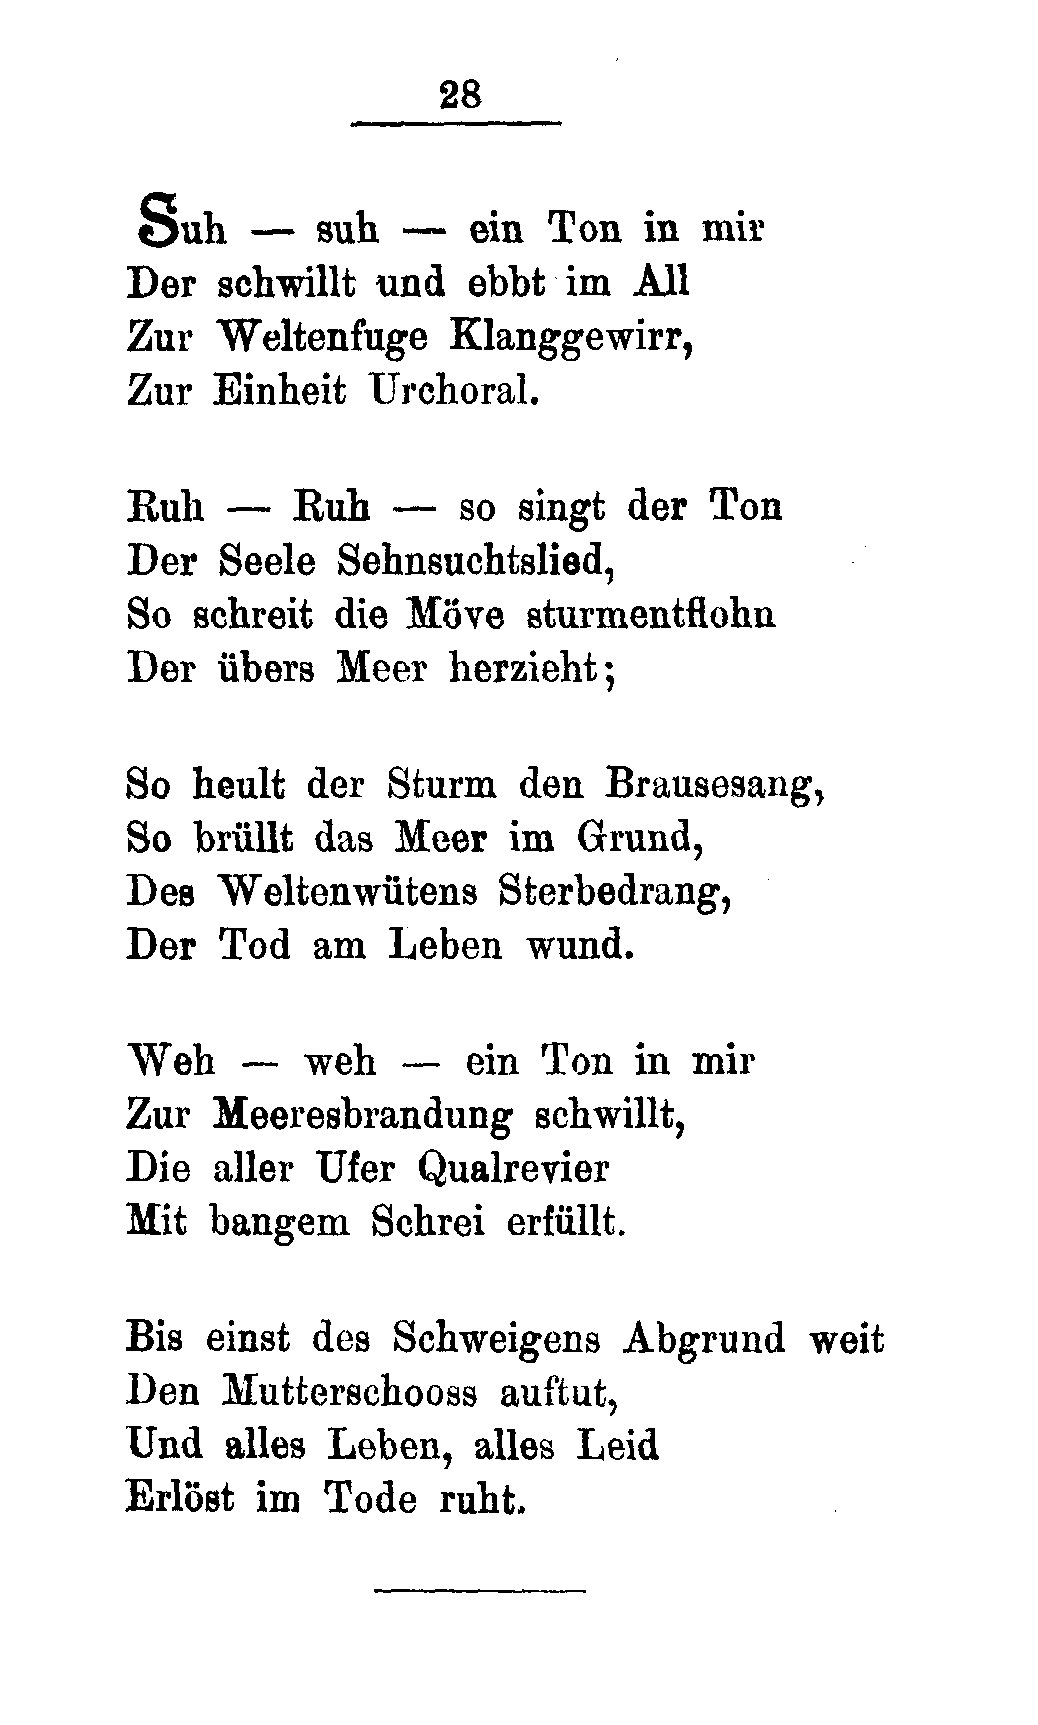 28
Suh — suh — ein Ton in mir
Der schwillt und ebbt im All
Zur Weltenfuge Klanggewirr,
Zur Einheit Urchoral.
Ruh — Ruh — so singt der Ton
Der Seele Sehnsuchtslied,
So schreit die Möve sturmentflohn
Der übers Meer herzieht;
So heult der Sturm den Brausesang,
So brüllt das Meer im Grund,
Des Weltenwütens Sterbedrang,
Der Tod am Leben wund.
Weh — weh — ein Ton in mir
Zur Meeresbrandung schwillt,
Die aller Ufer Qualrevier
Mit bangem Schrei erfüllt.
Bis einst des Schweigens Abgrund weit
Den Mutterschooss auftut,
Und alles Leben, alles Leid
Erlöst im Tode ruht.